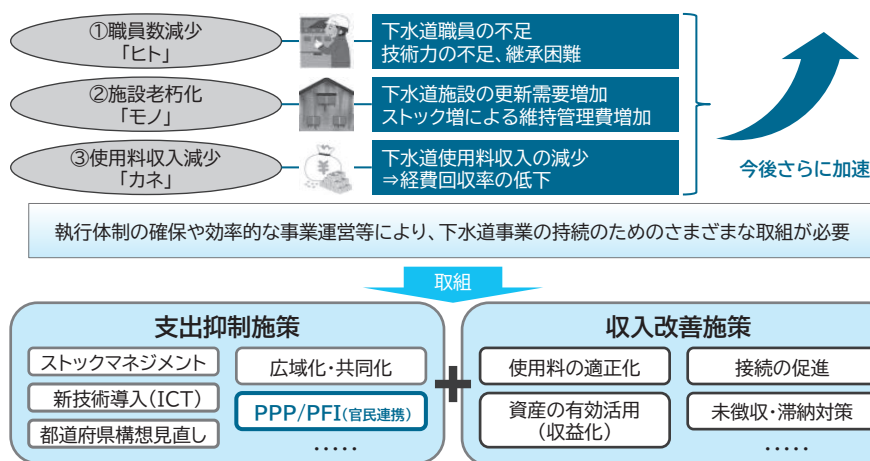 ①職員数減少
「ヒト」
下水道職員の不足
技術力の不足、継承困難
②施設老朽化
「モノ」
下水道施設の更新需要増加
ストック増による維持管理費増加
③使用料収入減少
「カネ」
¥
下水道使用料収入の減少
⇒経費回収率の低下
今後さらに加速
執行体制の確保や効率的な事業運営等により、下水道事業の持続のためのさまざまな取組が必要
取組
支出抑制施策
ストックマネジメント
新技術導入(ICT)
都道府県構想見直し
広域化・共同化
PPP/PFI(官民連携)
・・・・・
+
収入改善施策
使用料の適正化
接続の促進
資産の有効活用
(収益化)
未徴収・滞納対策
・・・・・